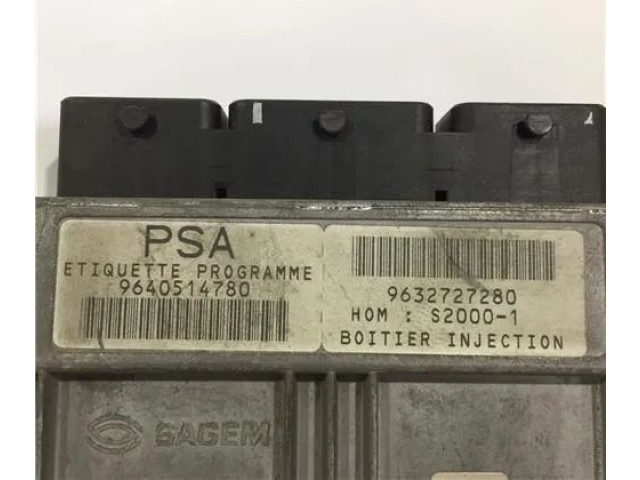 PSA
ETIQUETTE PROGRAMME
9640514780
9632727280
HOM : S2000-1
BOITIER INJECTION
SAGEM